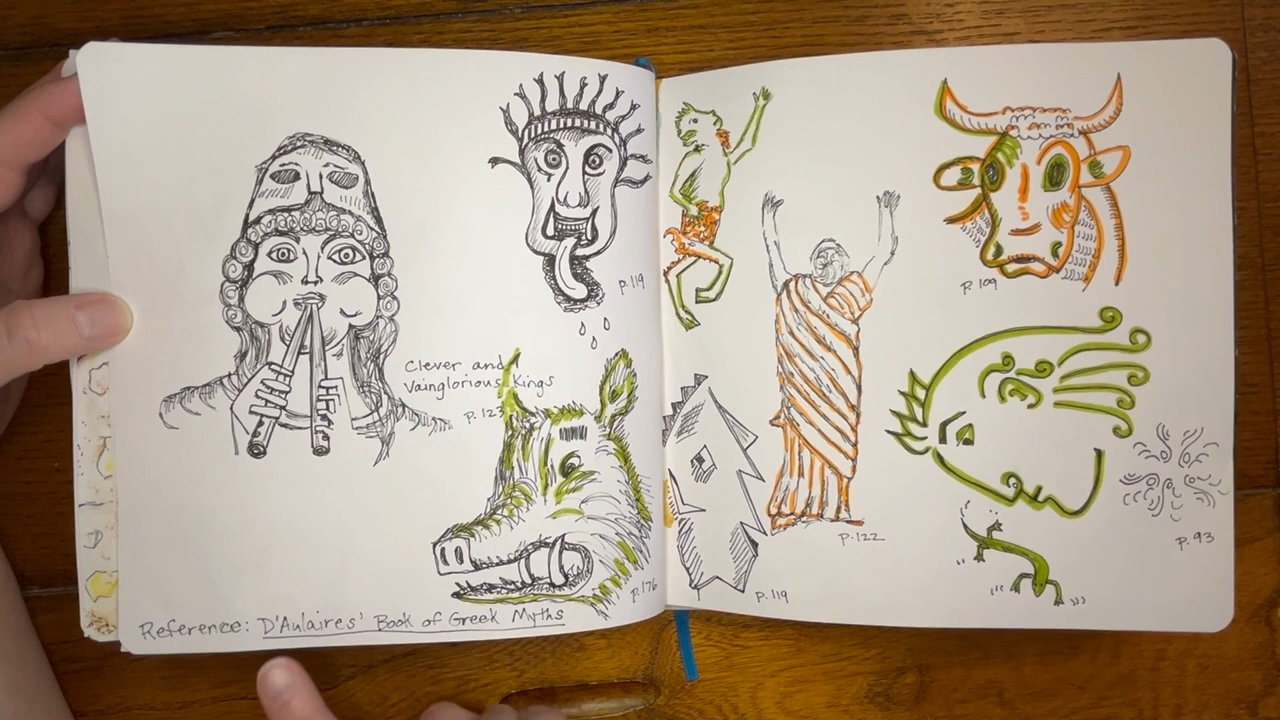 p.119
Clever and
Vainglorious Kings
p.123
p.176
Reference: D'Aulaires' Book of Greek Myths
p.109
p.122
p.93
p.119